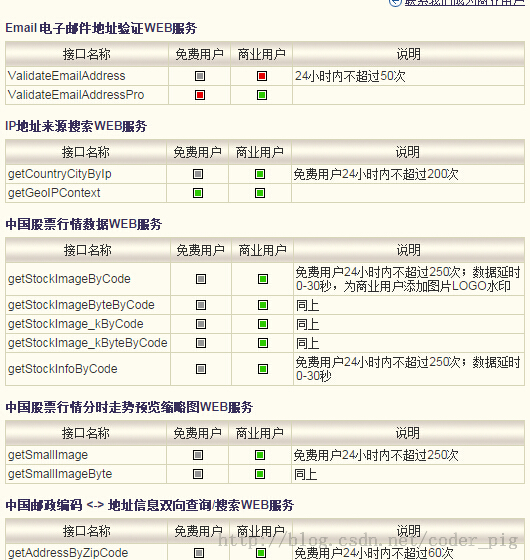 联系我们成为商业用户
Email 电子邮件地址验证WEB服务
接口名称 免费用户 商业用户 说明
ValidateEmailAddress 24小时内不超过50次
ValidateEmailAddressPro
IP地址来源搜索WEB服务
接口名称 免费用户 商业用户 说明
getCountryCityByIp 免费用户24小时内不超过200次
getGeoIPContext
中国股票行情数据WEB服务
接口名称 免费用户 商业用户 说明
getStockImageByCode 免费用户24小时内不超过250次；数据延时
0-30秒，为商业用户添加图片LOGO水印
getStockImageByteByCode 同上
getStockImage_kByCode 同上
getStockImage_kByteByCode 同上
getStockInfoByCode 免费用户24小时内不超过250次；数据延时
0-30秒
中国股票行情分时走势预览缩略图WEB服务
接口名称 免费用户 商业用户 说明
getSmallImage 免费用户24小时内不超过250次
getSmallImageByte 同上
中国邮政编码 <-> 地址信息双向查询/搜索WEB服务
接口名称 免费用户 商业用户 说明
http://blog.csdn.net/coder_pig
getAddressByZipCode 免费用户24小时内不超过60次